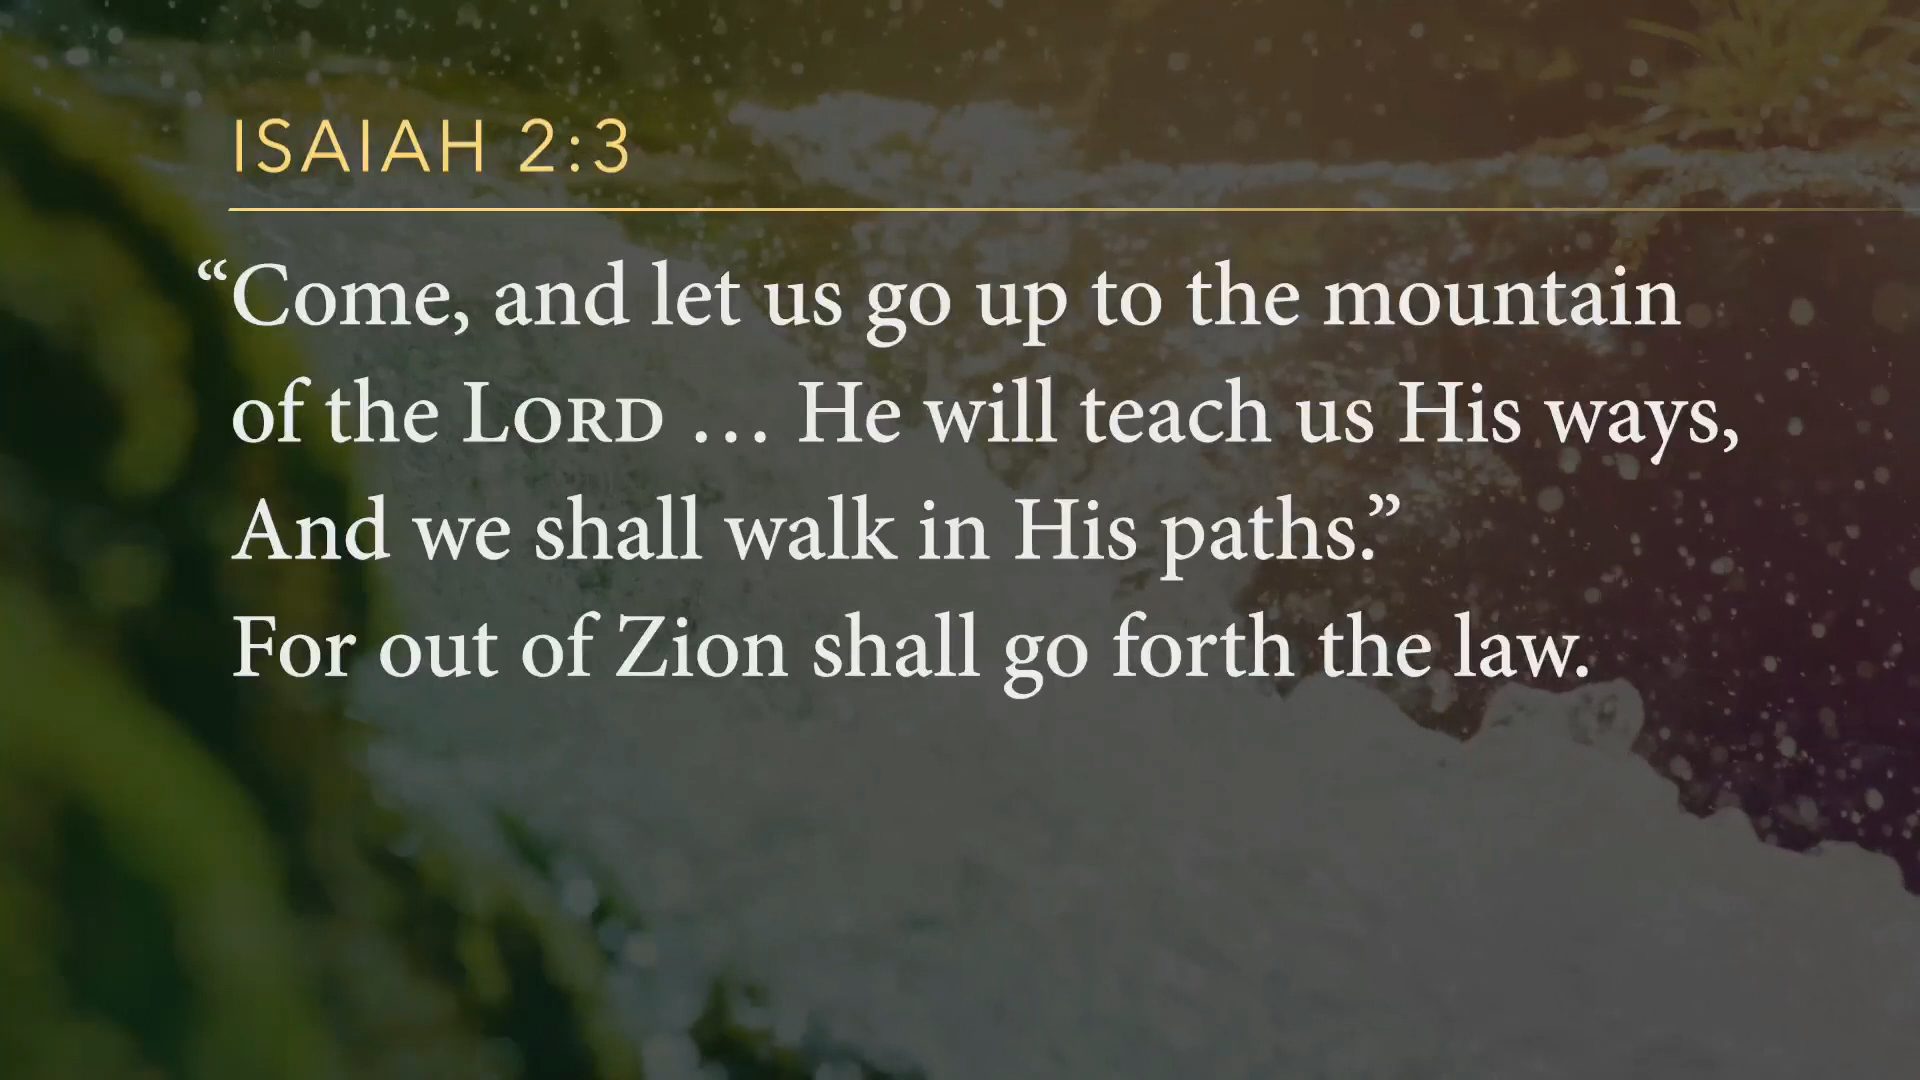 ISAIAH 2:3
“Come, and let us go up to the mountain
of the LORD … He will teach us His ways,
And we shall walk in His paths.”
For out of Zion shall go forth the law.